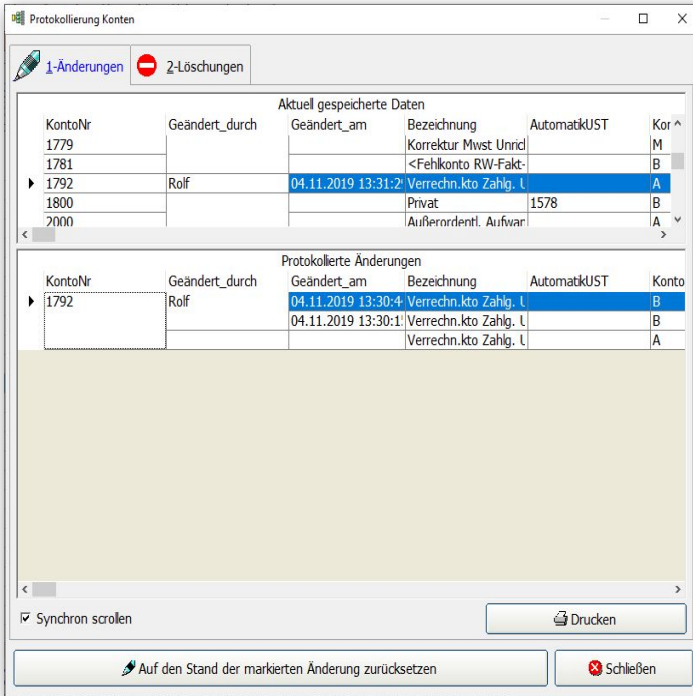 Protokollierung Konten
1-Änderungen 2-Löschungen
Aktuell gespeicherte Daten
KontoNr Geändert_durch Geändert_am Bezeichnung AutomatikUST Kor
1779 Korrektur Mwst Unricl M
1781 <Fehlkonto RW-Fakt- B
1792 Rolf 04.11.2019 13:31:2 Verrechn.kto Zahlg. U A
1800 Privat 1578 B
2000 Außerordentl. Aufwar A
Protokollierte Änderungen
KontoNr Geändert_durch Geändert_am Bezeichnung AutomatikUST Konto
1792 Rolf 04.11.2019 13:30:4 Verrechn.kto Zahlg. U B
04.11.2019 13:30:1 Verrechn.kto Zahlg. U B
Verrechn.kto Zahlg. U A
Synchron scrollen Drucken
Auf den Stand der markierten Änderung zurücksetzen Schließen